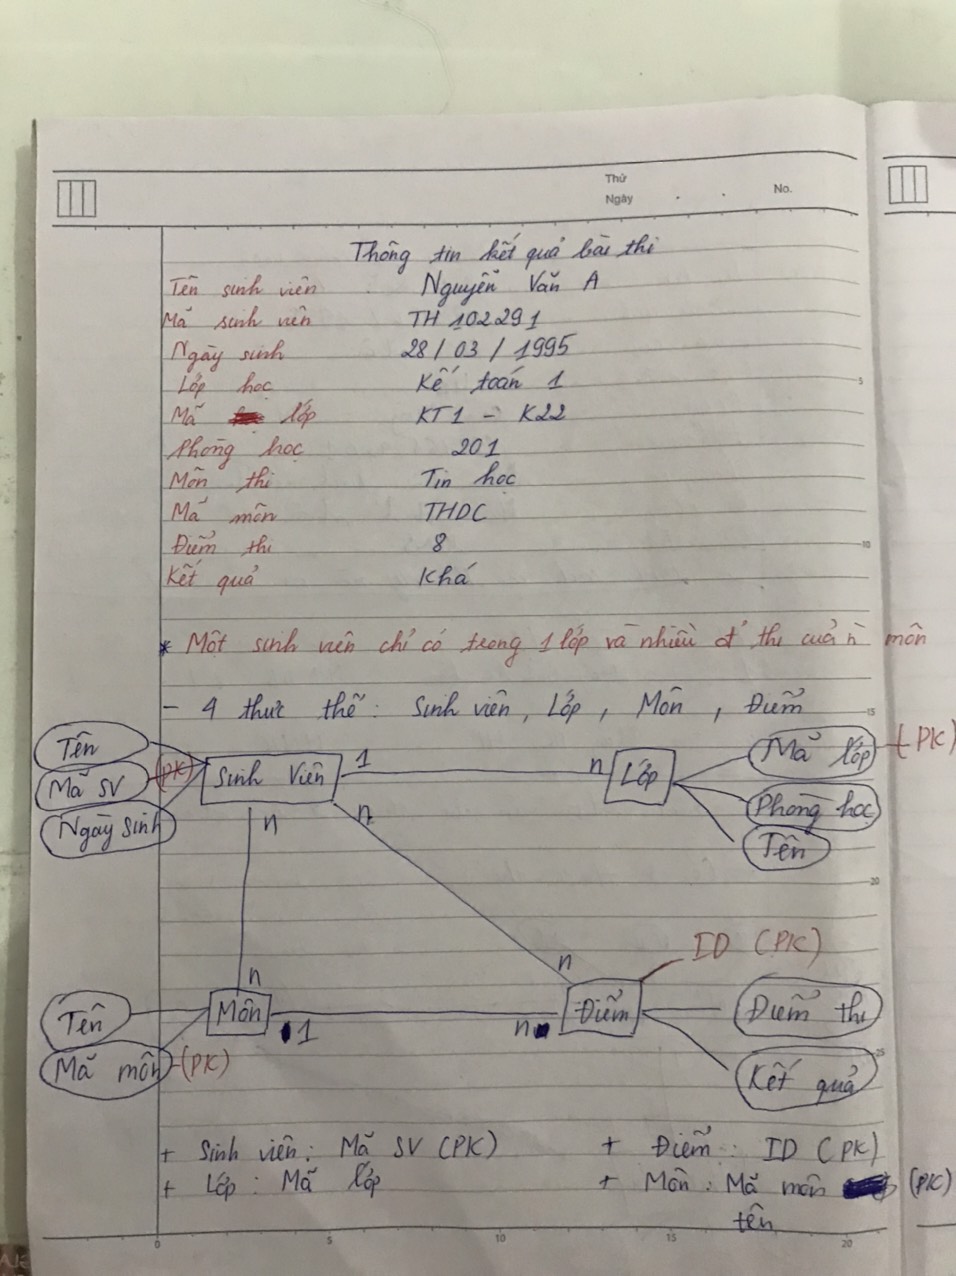 Thứ
Ngày . . No.
Thông tin kết quả bài thi
Tên sinh viên Nguyễn Văn A
Mã sinh viên TH 102291
Ngày sinh 28/03/1995
Lớp học Kế toán 1
Mã lớp KT1 - K22
Phòng học 201
Môn thi Tin học
Mã môn THDC
Điểm thi 8
Kết quả Khá
* Một sinh viên chỉ có trong 1 lớp và nhiều đ' thi của n môn
- 4 thực thể: Sinh viên, Lớp, Môn, Điểm
Tên
Mã SV (PK)
Ngày sinh
Sinh Viên 1 n Lớp
Mã lớp (PK)
Phòng học
Tên
n n
n n
ID (PK)
Tên
Mã môn (PK)
Môn 1 n Điểm
Điểm thi
Kết quả
+ Sinh viên: Mã SV (PK) + Điểm: ID (PK)
+ Lớp: Mã lớp + Môn: Mã môn (PK)
tên
5
10
15
20
25
0 5 10 15 20